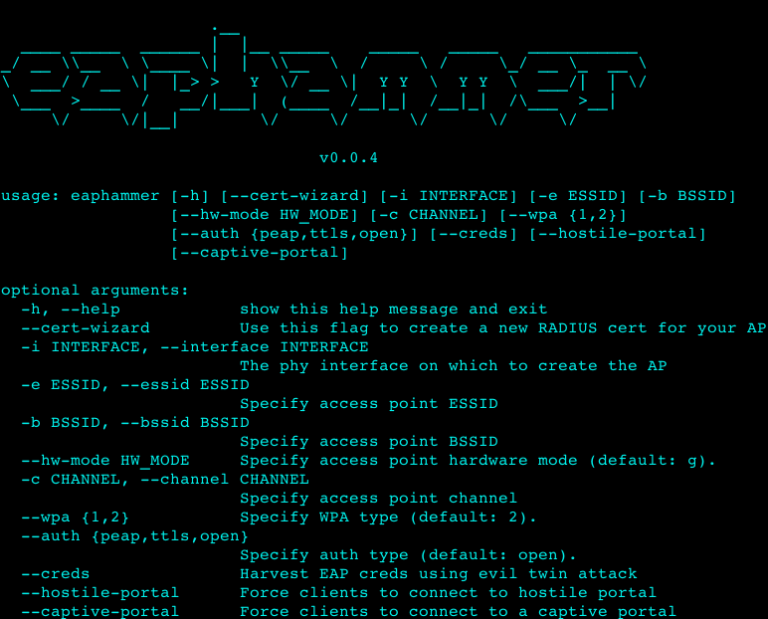 eaphammer
v0.0.4
usage: eaphammer [-h] [--cert-wizard] [-i INTERFACE] [-e ESSID] [-b BSSID]
[--hw-mode HW_MODE] [-c CHANNEL] [--wpa {1,2}]
[--auth {peap,ttls,open}] [--creds] [--hostile-portal]
[--captive-portal]
optional arguments:
-h, --help show this help message and exit
--cert-wizard Use this flag to create a new RADIUS cert for your AP
-i INTERFACE, --interface INTERFACE
The phy interface on which to create the AP
-e ESSID, --essid ESSID
Specify access point ESSID
-b BSSID, --bssid BSSID
Specify access point BSSID
--hw-mode HW_MODE Specify access point hardware mode (default: g).
-c CHANNEL, --channel CHANNEL
Specify access point channel
--wpa {1,2} Specify WPA type (default: 2).
--auth {peap,ttls,open}
Specify auth type (default: open).
--creds Harvest EAP creds using evil twin attack
--hostile-portal Force clients to connect to hostile portal
--captive-portal Force clients to connect to a captive portal